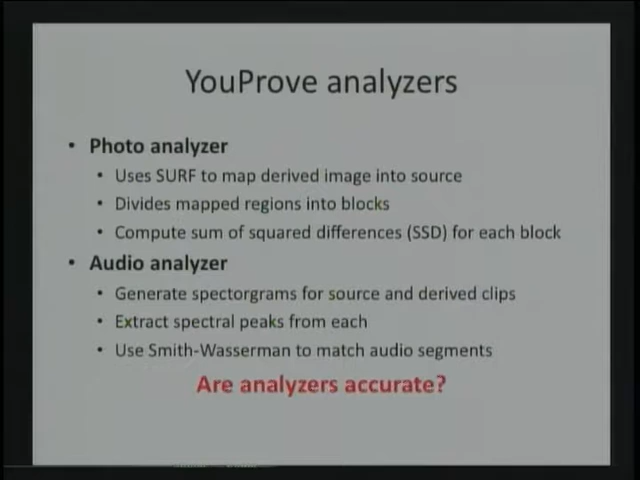 YouProve analyzers
• Photo analyzer
• Uses SURF to map derived image into source
• Divides mapped regions into blocks
• Compute sum of squared differences (SSD) for each block
• Audio analyzer
• Generate spectorgrams for source and derived clips
• Extract spectral peaks from each
• Use Smith-Wasserman to match audio segments
Are analyzers accurate?